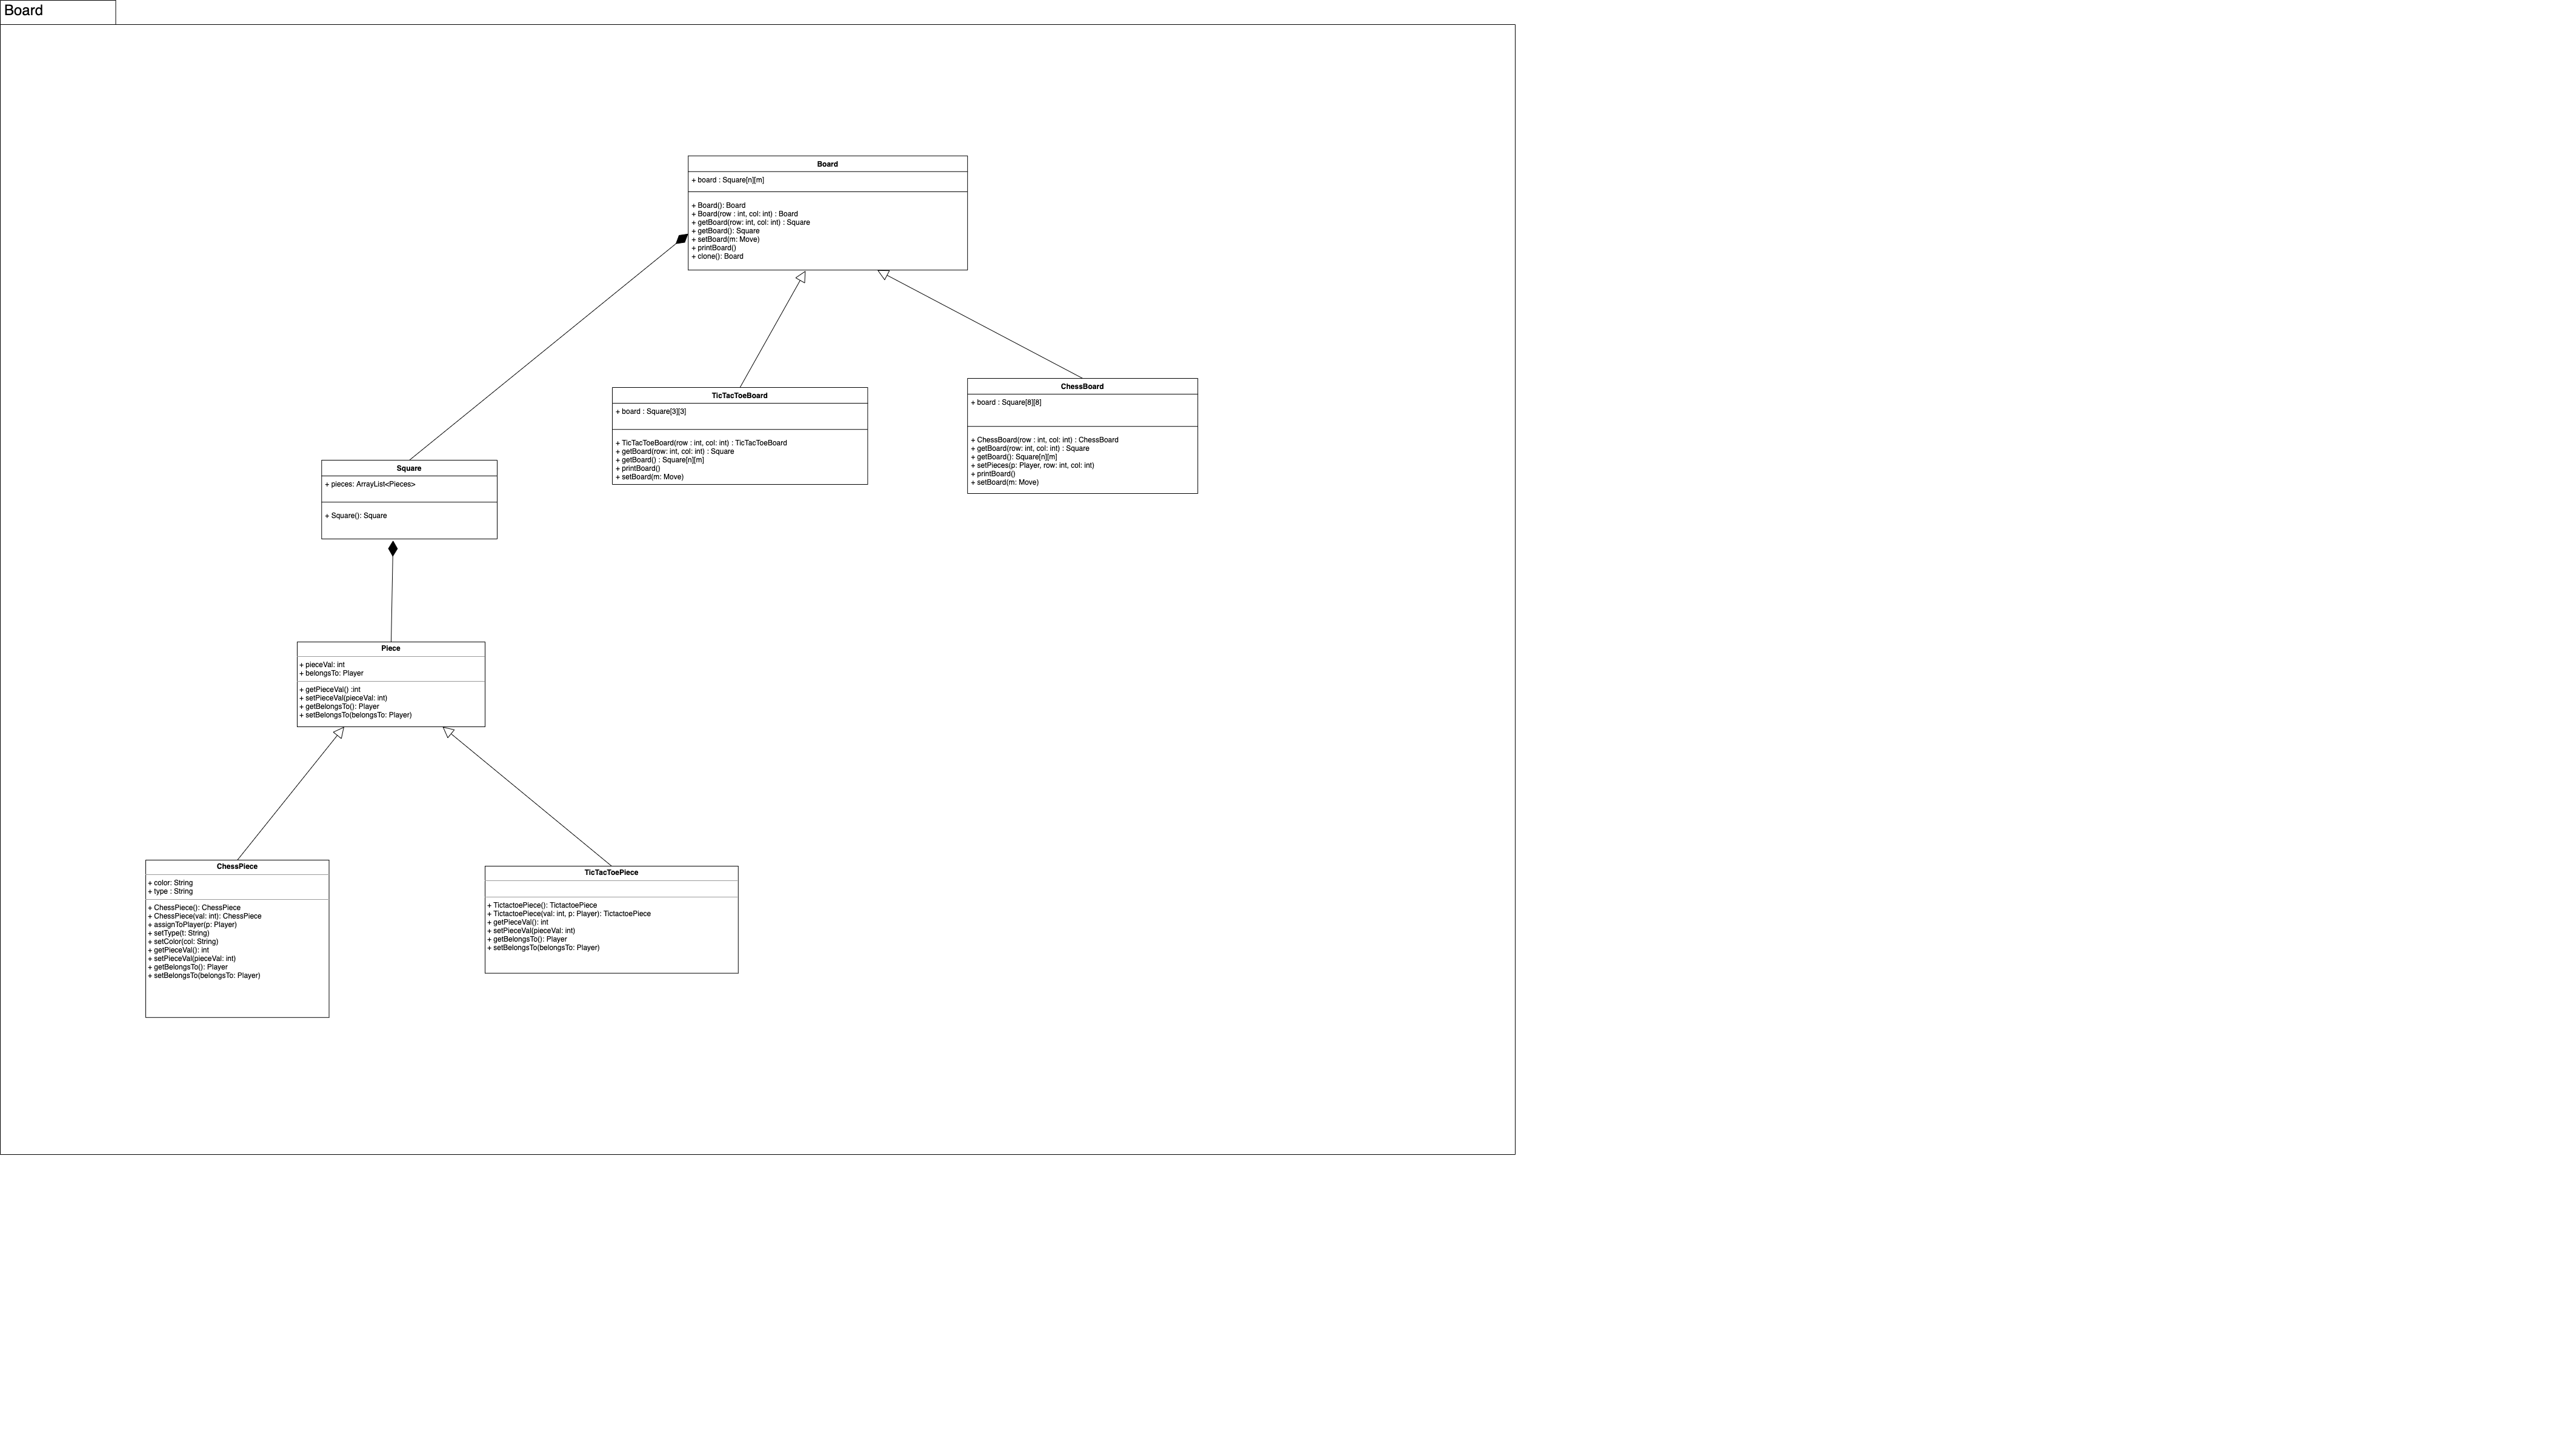 Board
Board
+ board : Square[n][m]
+ Board(): Board
+ Board(row : int, col: int) : Board
+ getBoard(row: int, col: int) : Square
+ getBoard(): Square
+ setBoard(m: Move)
+ printBoard()
+ clone(): Board
TicTacToeBoard
+ board : Square[3][3]
+ TicTacToeBoard(row : int, col: int) : TicTacToeBoard
+ getBoard(row: int, col: int) : Square
+ getBoard() : Square[n][m]
+ printBoard()
+ setBoard(m: Move)
ChessBoard
+ board : Square[8][8]
+ ChessBoard(row : int, col: int) : ChessBoard
+ getBoard(row: int, col: int) : Square
+ getBoard(): Square[n][m]
+ setPieces(p: Player, row: int, col: int)
+ printBoard()
+ setBoard(m: Move)
Square
+ pieces: ArrayList<Pieces>
+ Square(): Square
Piece
+ pieceVal: int
+ belongsTo: Player
+ getPieceVal() :int
+ setPieceVal(pieceVal: int)
+ getBelongsTo(): Player
+ setBelongsTo(belongsTo: Player)
ChessPiece
+ color: String
+ type : String
+ ChessPiece(): ChessPiece
+ ChessPiece(val: int): ChessPiece
+ assignToPlayer(p: Player)
+ setType(t: String)
+ setColor(col: String)
+ getPieceVal(): int
+ setPieceVal(pieceVal: int)
+ getBelongsTo(): Player
+ setBelongsTo(belongsTo: Player)
TicTacToePiece
+ TictactoePiece(): TictactoePiece
+ TictactoePiece(val: int, p: Player): TictactoePiece
+ getPieceVal(): int
+ setPieceVal(pieceVal: int)
+ getBelongsTo(): Player
+ setBelongsTo(belongsTo: Player)